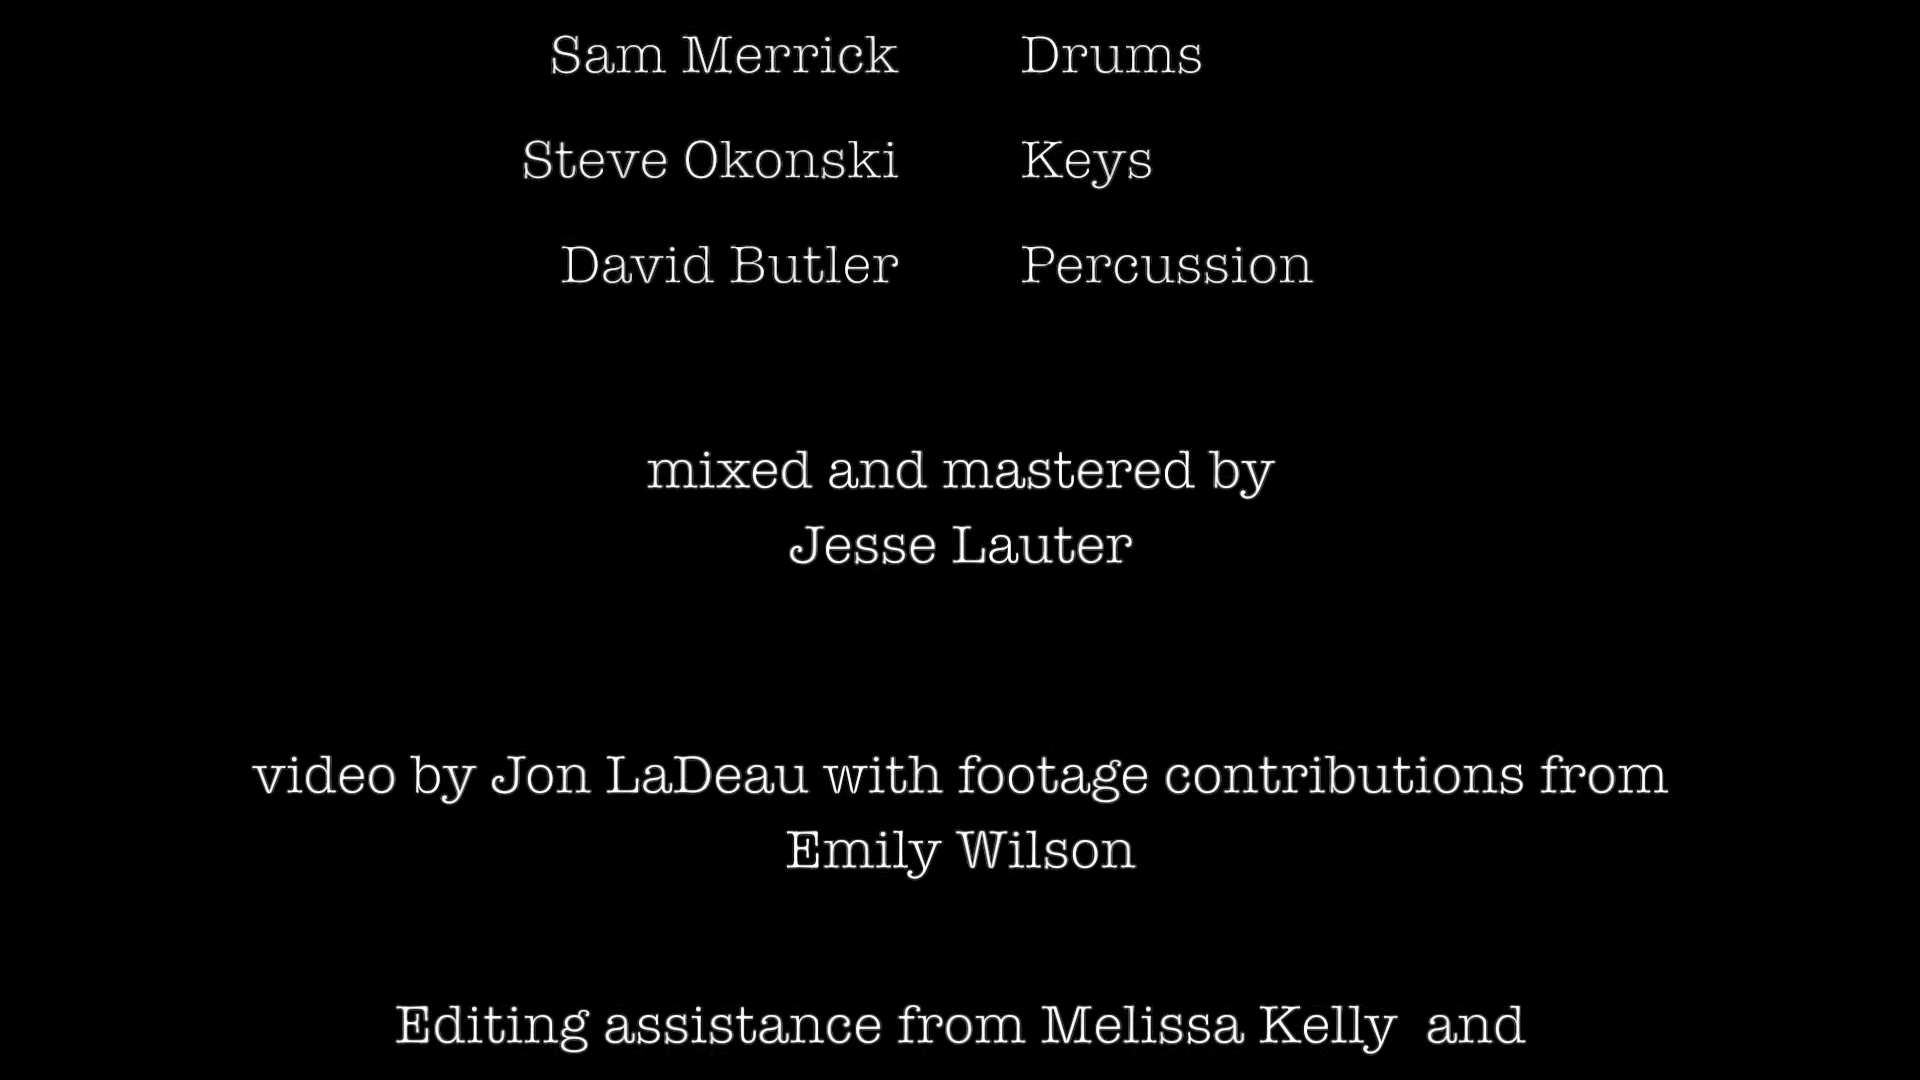 Sam Merrick Drums
Steve Okonski Keys
David Butler Percussion
mixed and mastered by
Jesse Lauter
video by Jon LaDeau with footage contributions from
Emily Wilson
Editing assistance from Melissa Kelly  and